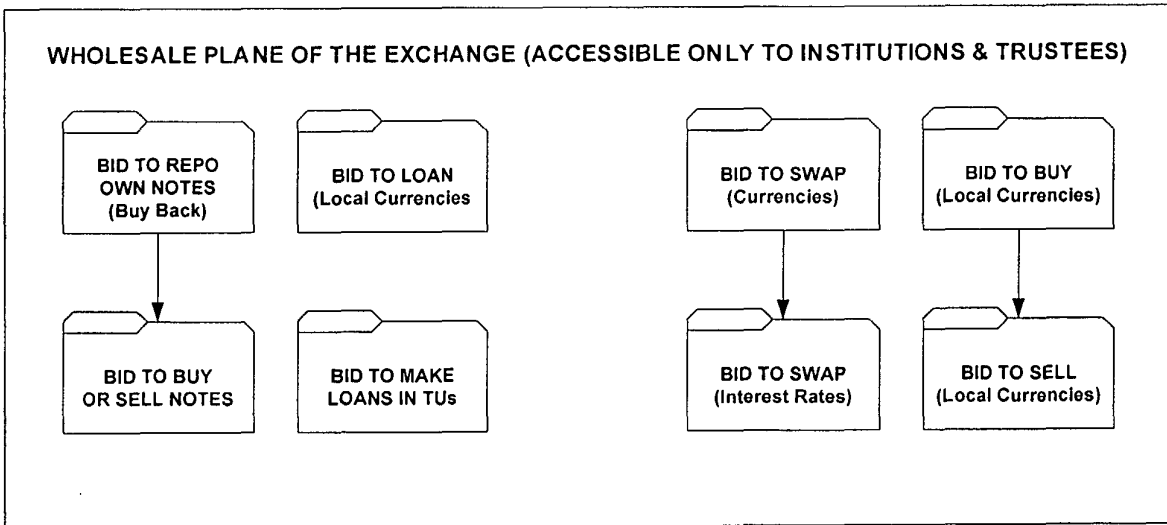 WHOLESALE PLANE OF THE EXCHANGE (ACCESSIBLE ONLY TO INSTITUTIONS & TRUSTEES)
BID TO REPO
OWN NOTES
(Buy Back)
BID TO LOAN
(Local Currencies
BID TO SWAP
(Currencies)
BID TO BUY
(Local Currencies)
BID TO BUY
OR SELL NOTES
BID TO MAKE
LOANS IN TUs
BID TO SWAP
(Interest Rates)
BID TO SELL
(Local Currencies)